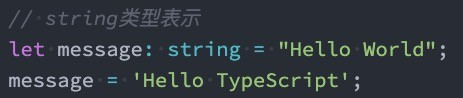 // string类型表示
let message: string = "Hello World";
message = 'Hello TypeScript';